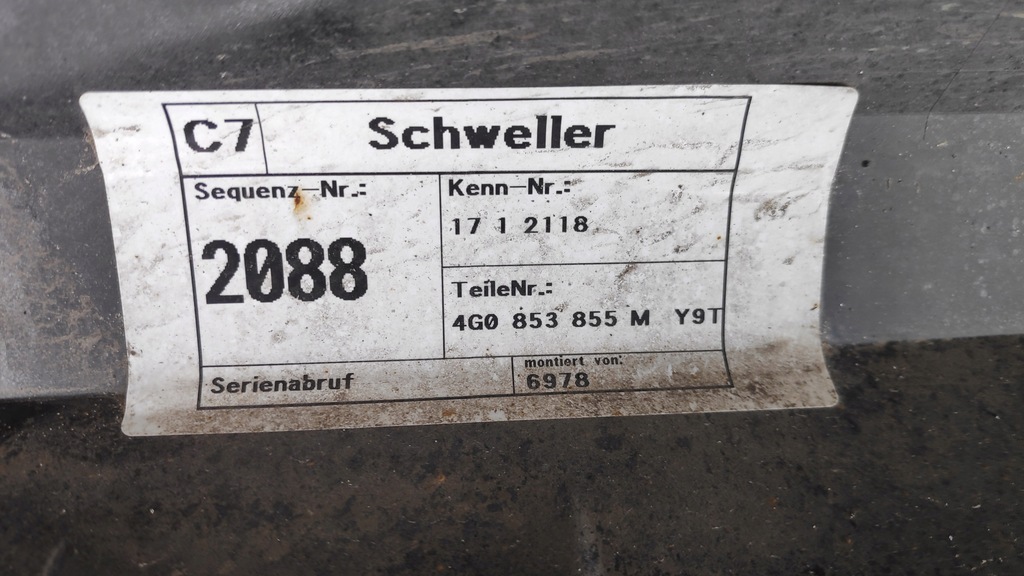 C7 Schweller
Sequenz-Nr.:
2088
Kenn-Nr.:
17 1 2118
TeileNr.:
4G0 853 855 M Y9T
Serienabruf
montiert von:
6978